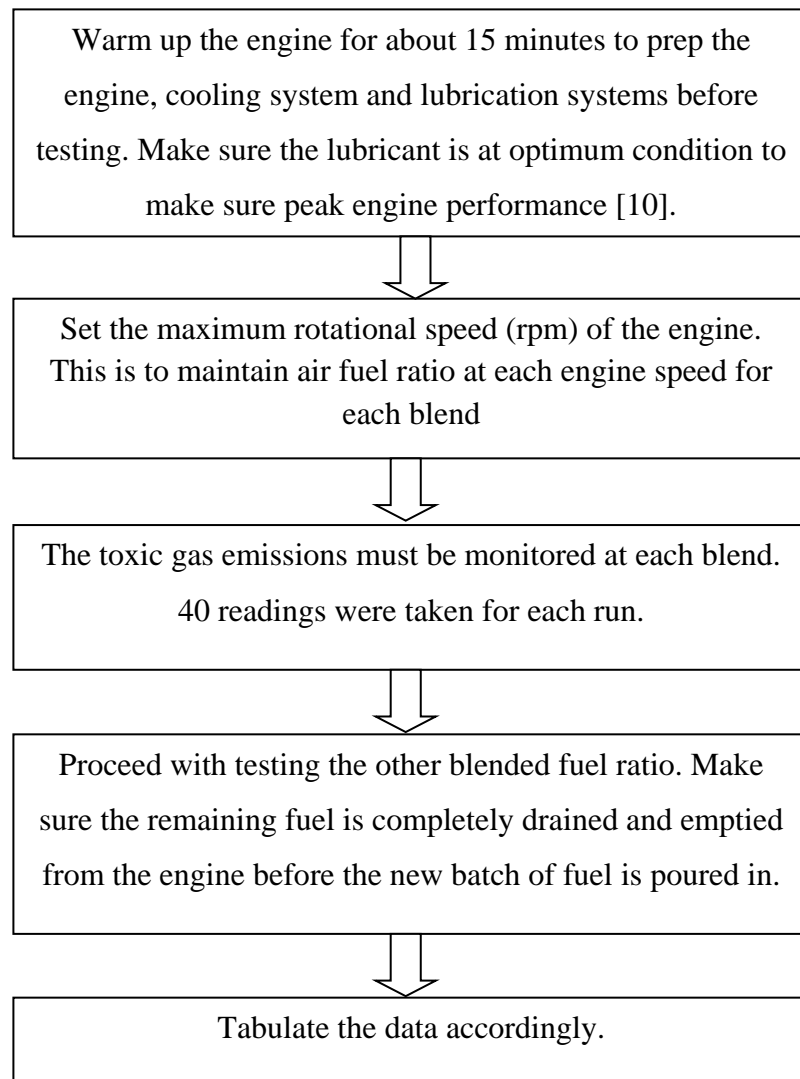 Warm up the engine for about 15 minutes to prep the
engine, cooling system and lubrication systems before
testing. Make sure the lubricant is at optimum condition to
make sure peak engine performance [10].
Set the maximum rotational speed (rpm) of the engine.
This is to maintain air fuel ratio at each engine speed for
each blend
The toxic gas emissions must be monitored at each blend.
40 readings were taken for each run.
Proceed with testing the other blended fuel ratio. Make
sure the remaining fuel is completely drained and emptied
from the engine before the new batch of fuel is poured in.
Tabulate the data accordingly.